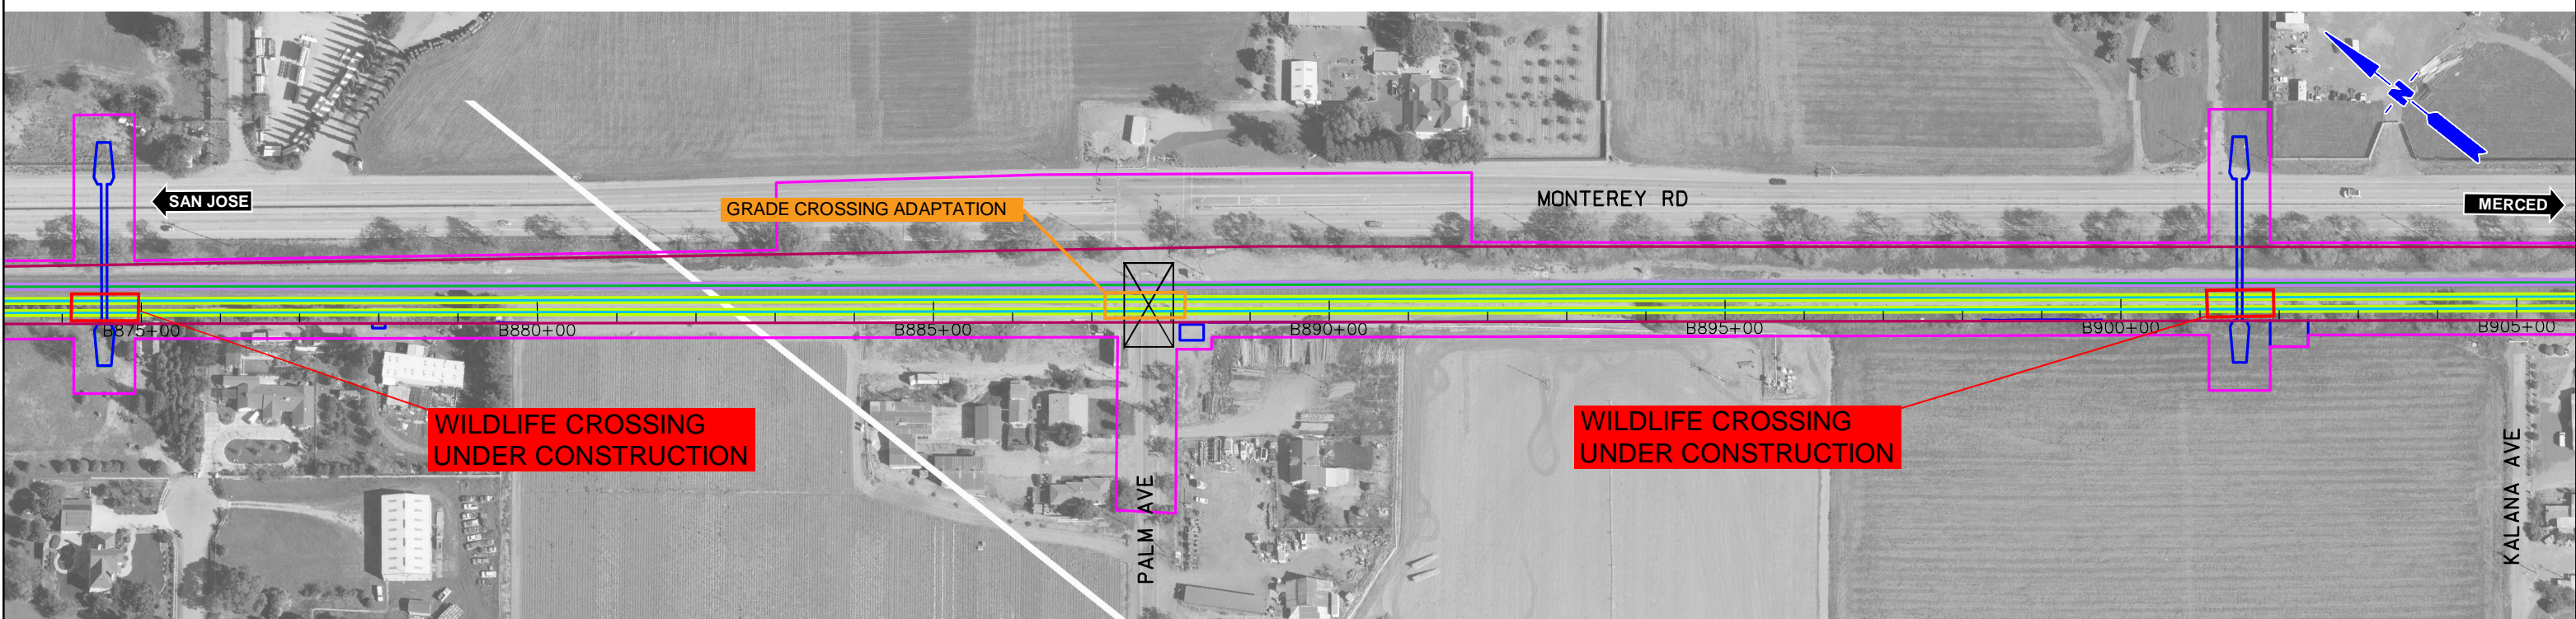 SAN JOSE
GRADE CROSSING ADAPTATION
MONTEREY RD
N
MERCED
B875+00
B880+00
B885+00
B890+00
B895+00
B900+00
B905+00
WILDLIFE CROSSING
UNDER CONSTRUCTION
WILDLIFE CROSSING
UNDER CONSTRUCTION
PALM AVE
KALANA AVE